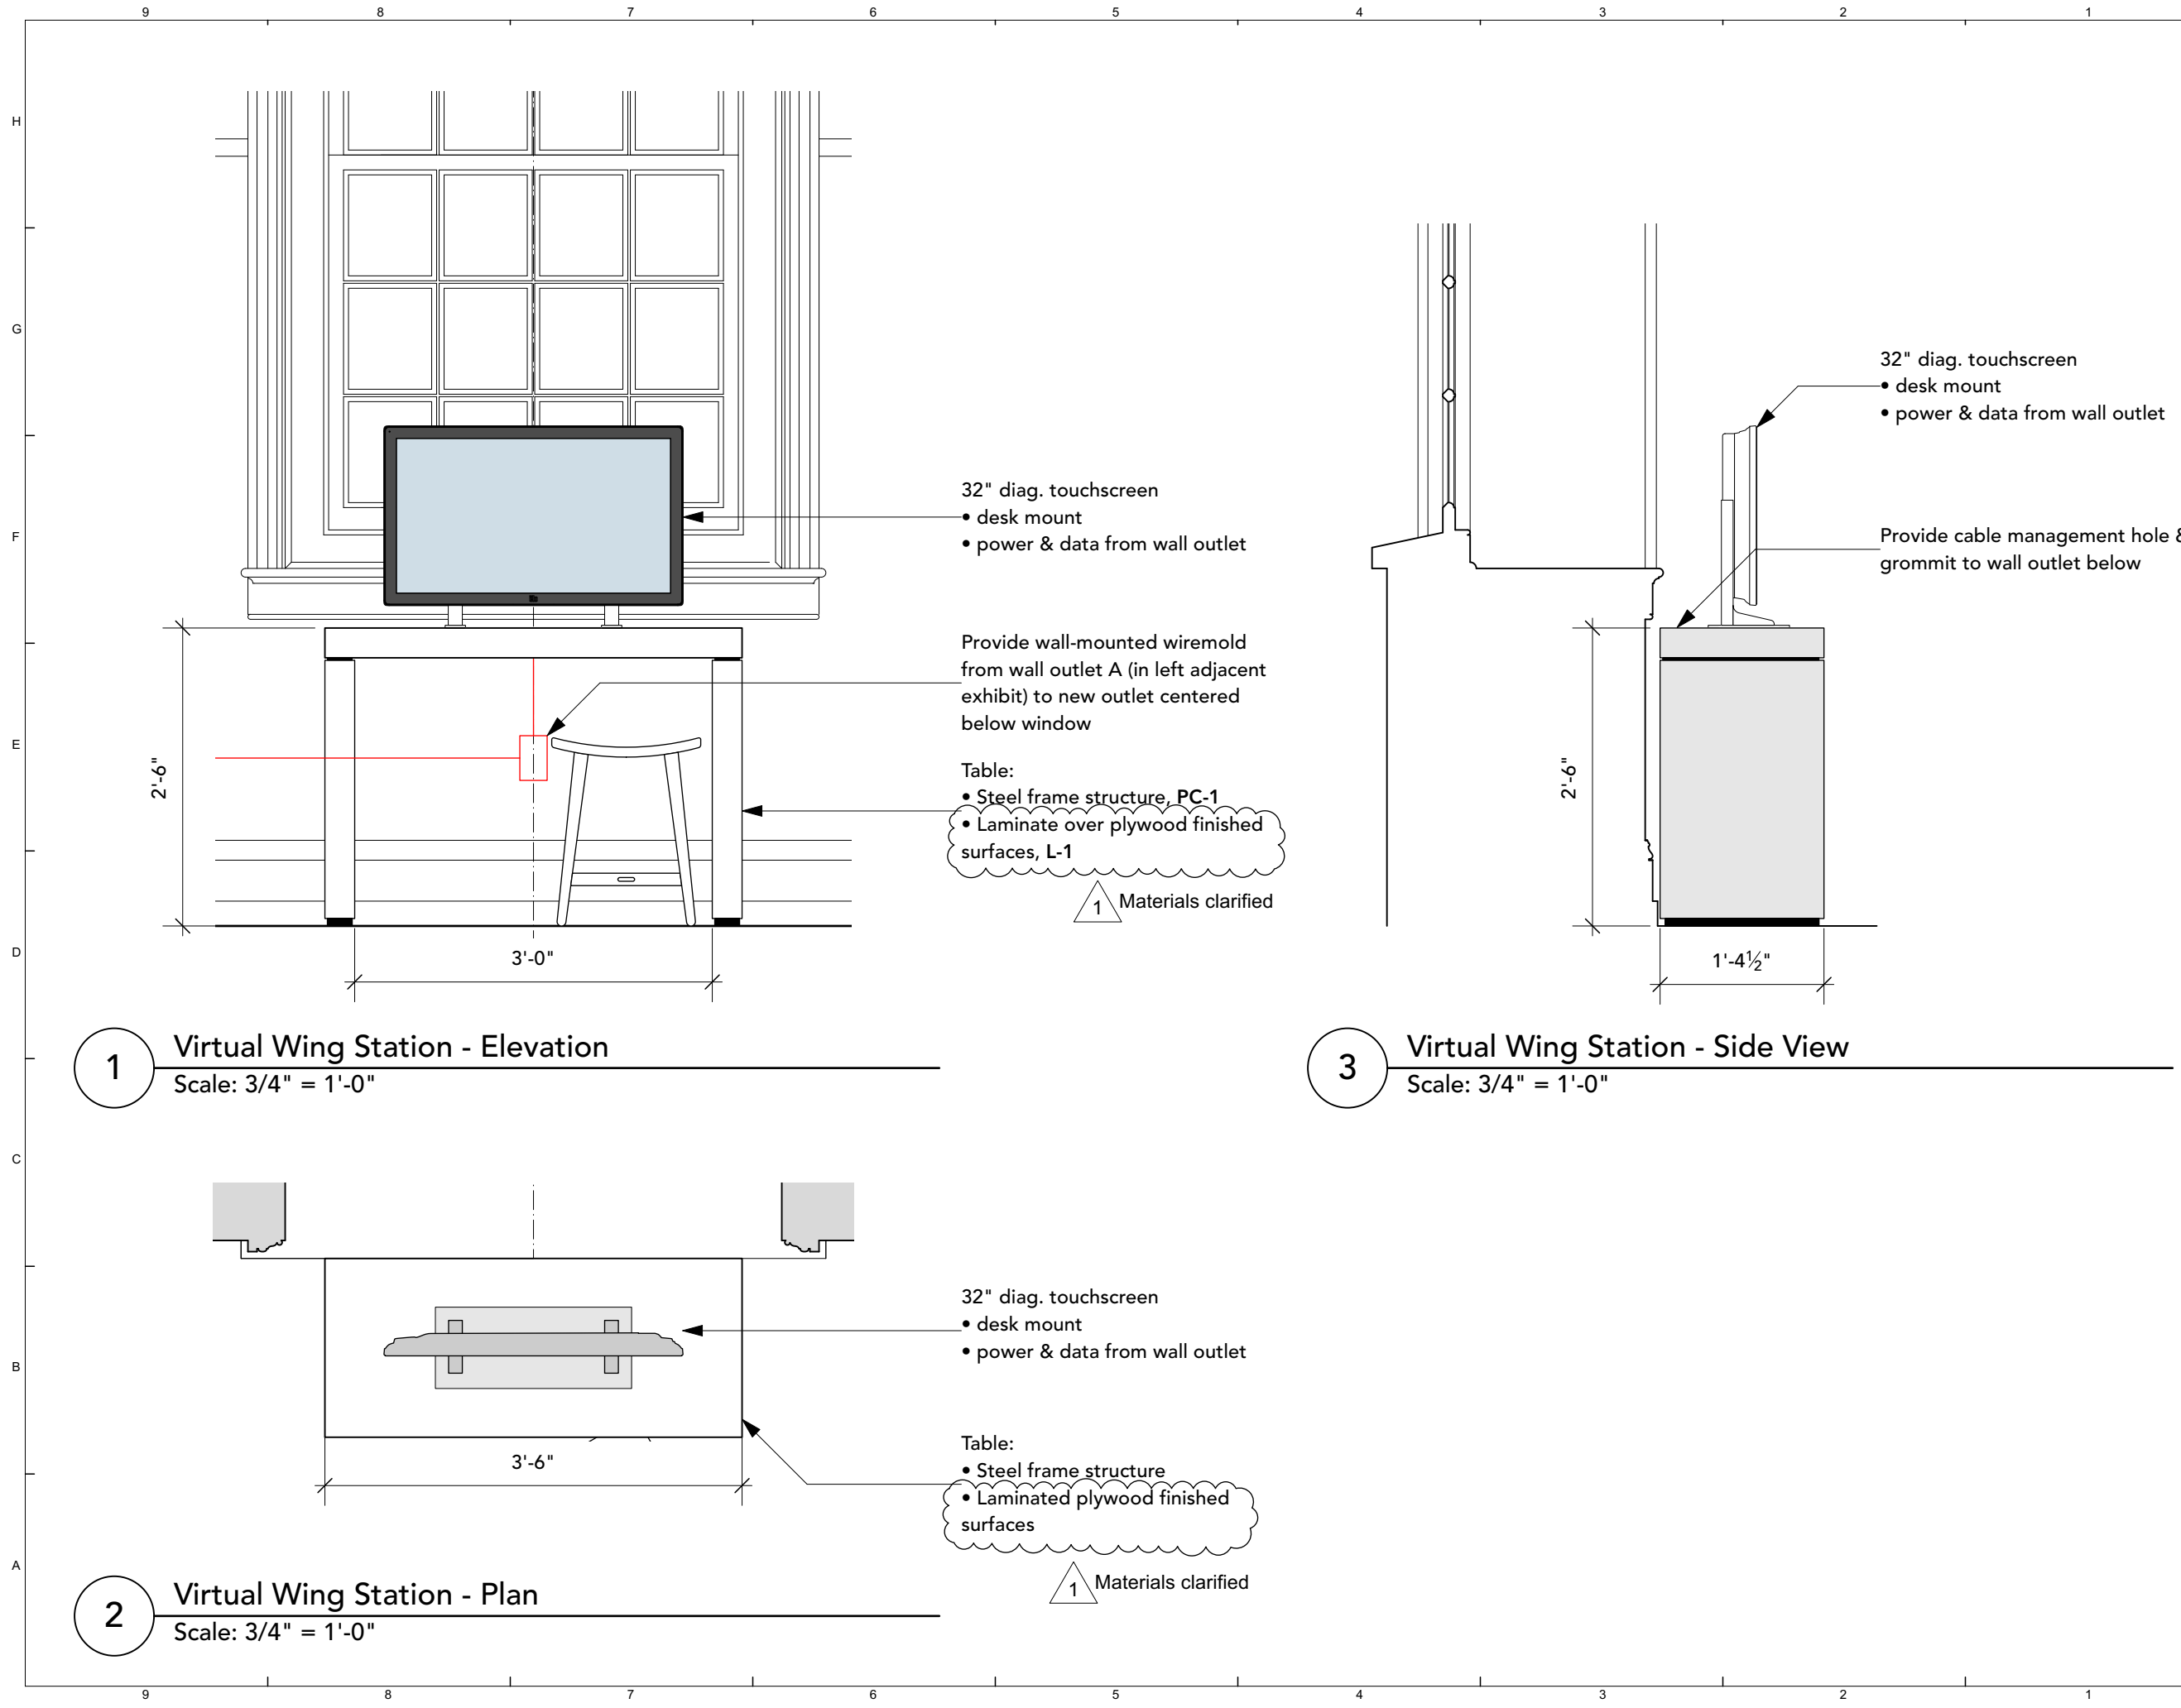 9 8 7 6 5 4 3 2 1
H
G
F
E
D
C
B
A
32" diag. touchscreen
• desk mount
• power & data from wall outlet
Provide wall-mounted wiremold
from wall outlet A (in left adjacent
exhibit) to new outlet centered
below window
Table:
• Steel frame structure, PC-1
• Laminate over plywood finished
surfaces, L-1
1 Materials clarified
2'-6"
3'-0"
1 Virtual Wing Station - Elevation
Scale: 3/4" = 1'-0"
32" diag. touchscreen
• desk mount
• power & data from wall outlet
Provide cable management hole &
grommit to wall outlet below
2'-6"
1'-4½"
3 Virtual Wing Station - Side View
Scale: 3/4" = 1'-0"
32" diag. touchscreen
• desk mount
• power & data from wall outlet
Table:
• Steel frame structure
• Laminated plywood finished
surfaces
1 Materials clarified
3'-6"
2 Virtual Wing Station - Plan
Scale: 3/4" = 1'-0"
9 8 7 6 5 4 3 2 1